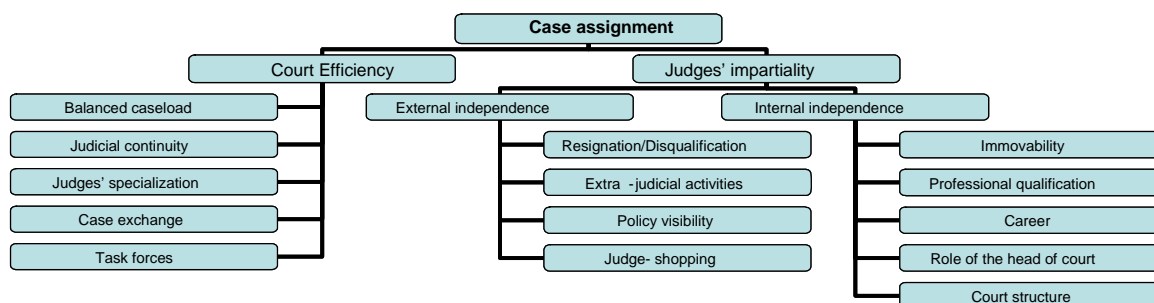 Case assignment
Court Efficiency
Judges' impartiality
Balanced caseload
External independence
Internal independence
Judicial continuity
Resignation/Disqualification
Immovability
Judges' specialization
Extra -judicial activities
Professional qualification
Case exchange
Policy visibility
Career
Task forces
Judge- shopping
Role of the head of court
Court structure